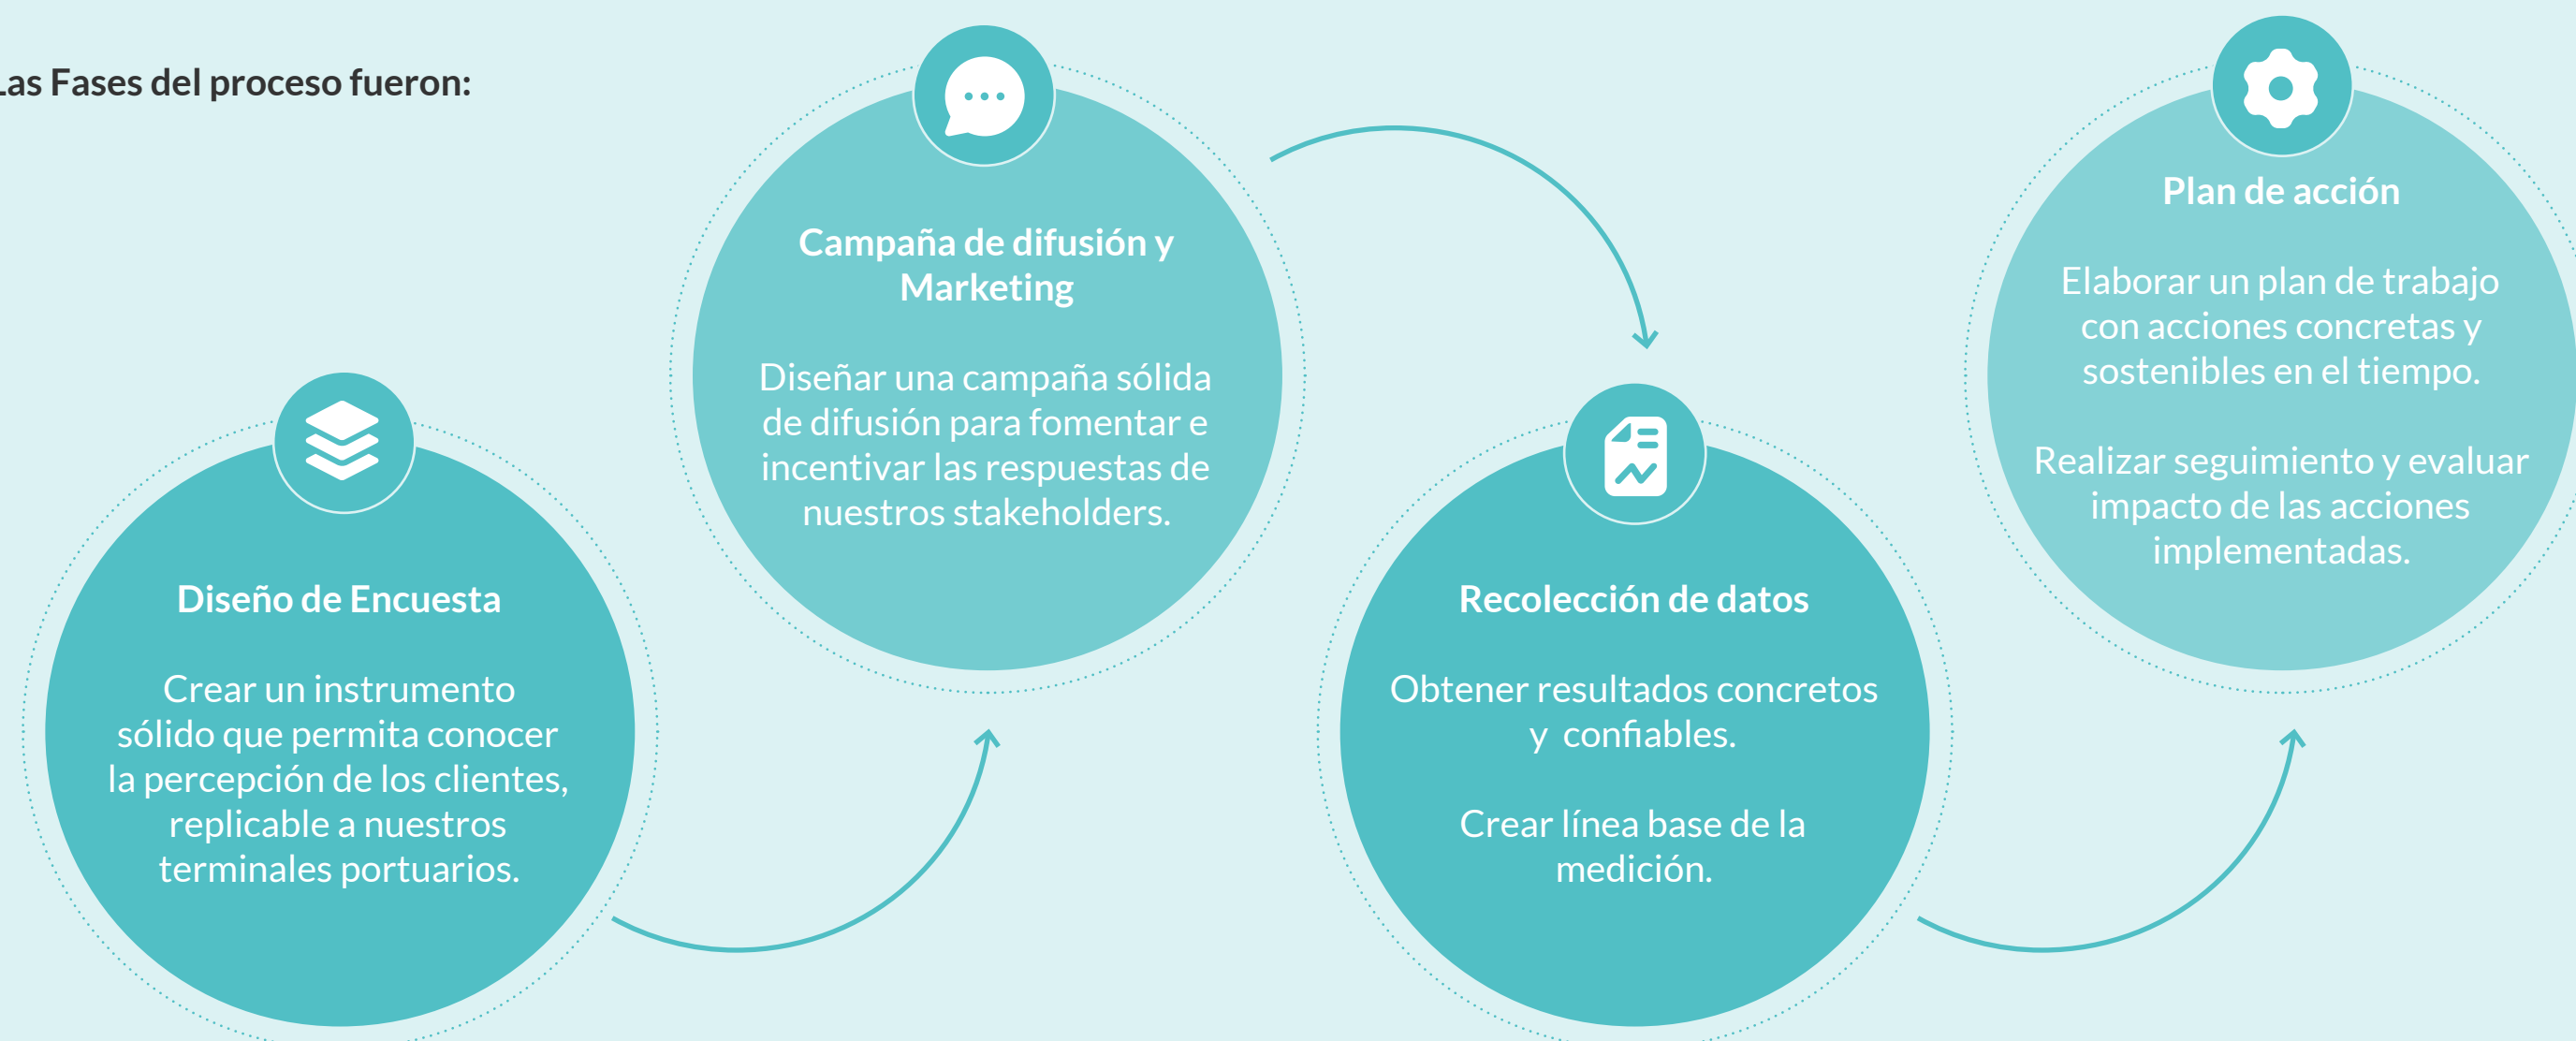 Las Fases del proceso fueron:
Diseño de Encuesta
Crear un instrumento
sólido que permita conocer
la percepción de los clientes,
replicable a nuestros
terminales portuarios.
Campaña de difusión y
Marketing
Diseñar una campaña sólida
de difusión para fomentar e
incentivar las respuestas de
nuestros stakeholders.
Recolección de datos
Obtener resultados concretos
y  confiables.
Crear línea base de la
medición.
Plan de acción
Elaborar un plan de trabajo
con acciones concretas y
sostenibles en el tiempo.
Realizar seguimiento y evaluar
impacto de las acciones
implementadas.